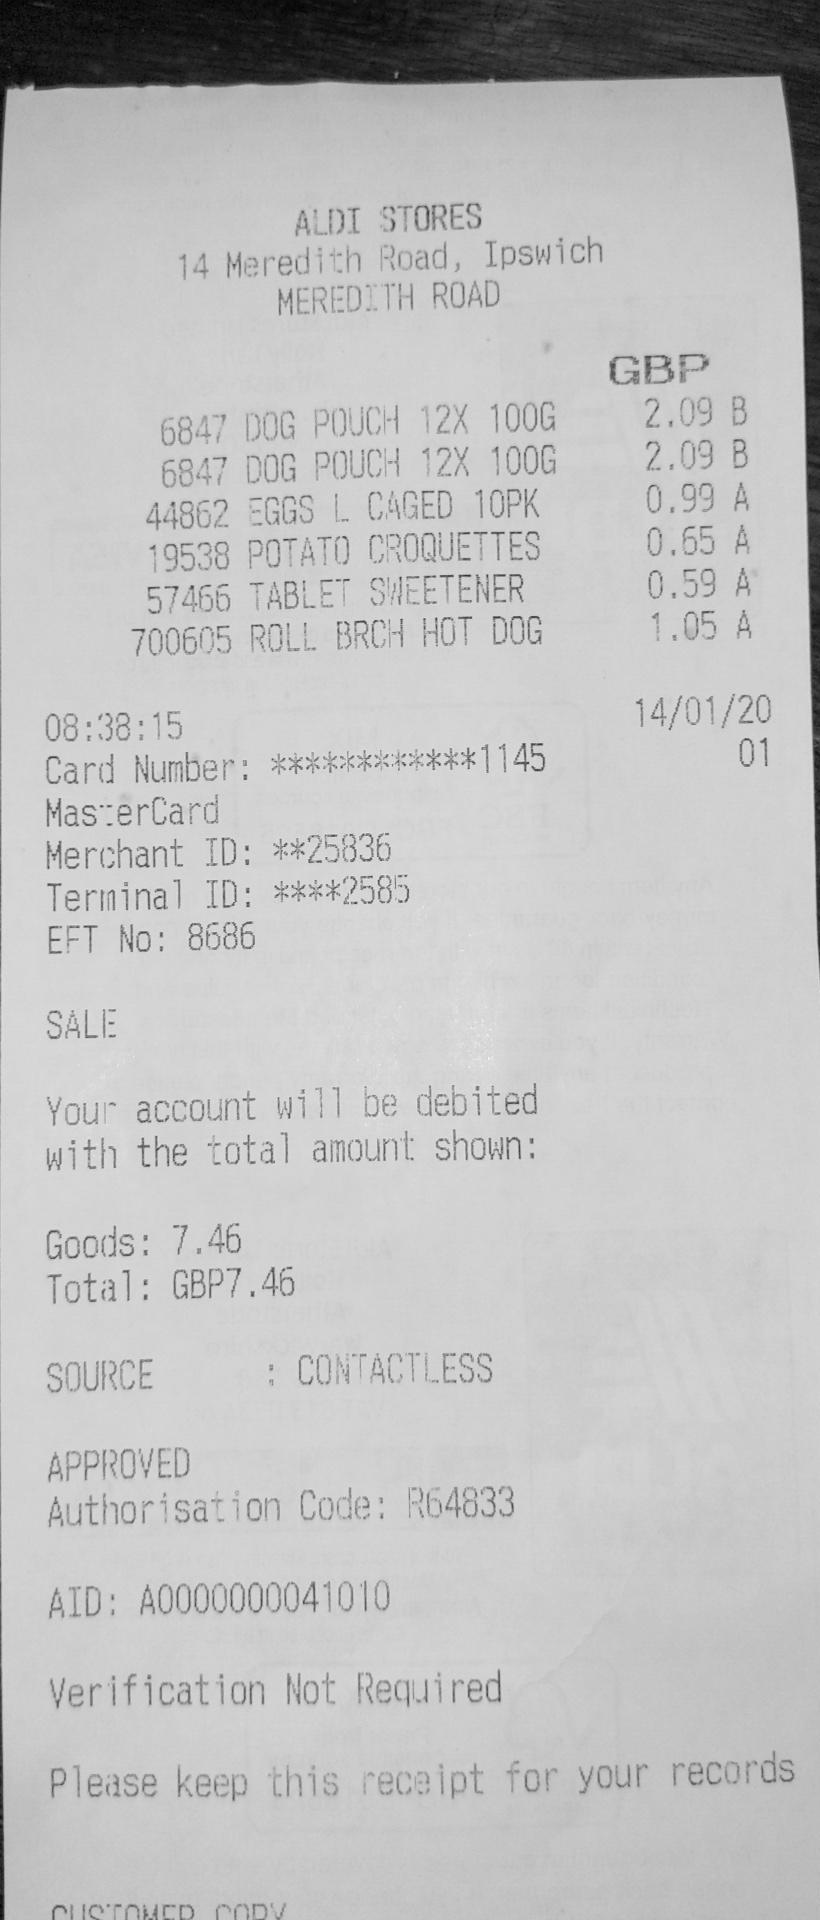 ALDI STORES
14 Meredith Road, Ipswich
MEREDITH ROAD
GBP
6847 DOG POUCH 12X 100G 2.09 B
6847 DOG POUCH 12X 100G 2.09 B
44862 EGGS L CAGED 10PK 0.99 A
19538 POTATO CROQUETTES 0.65 A
57466 TABLET SWEETENER 0.59 A
700605 ROLL BRCH HOT DOG 1.05 A
08:38:15 14/01/20
Card Number: ************1145 01
MasterCard
Merchant ID: **25836
Terminal ID: ****2585
EFT No: 8686
SALE
Your account will be debited
with the total amount shown:
Goods: 7.46
Total: GBP7.46
SOURCE : CONTACTLESS
APPROVED
Authorisation Code: R64833
AID: A0000000041010
Verification Not Required
Please keep this receipt for your records
CUSTOMER COPY